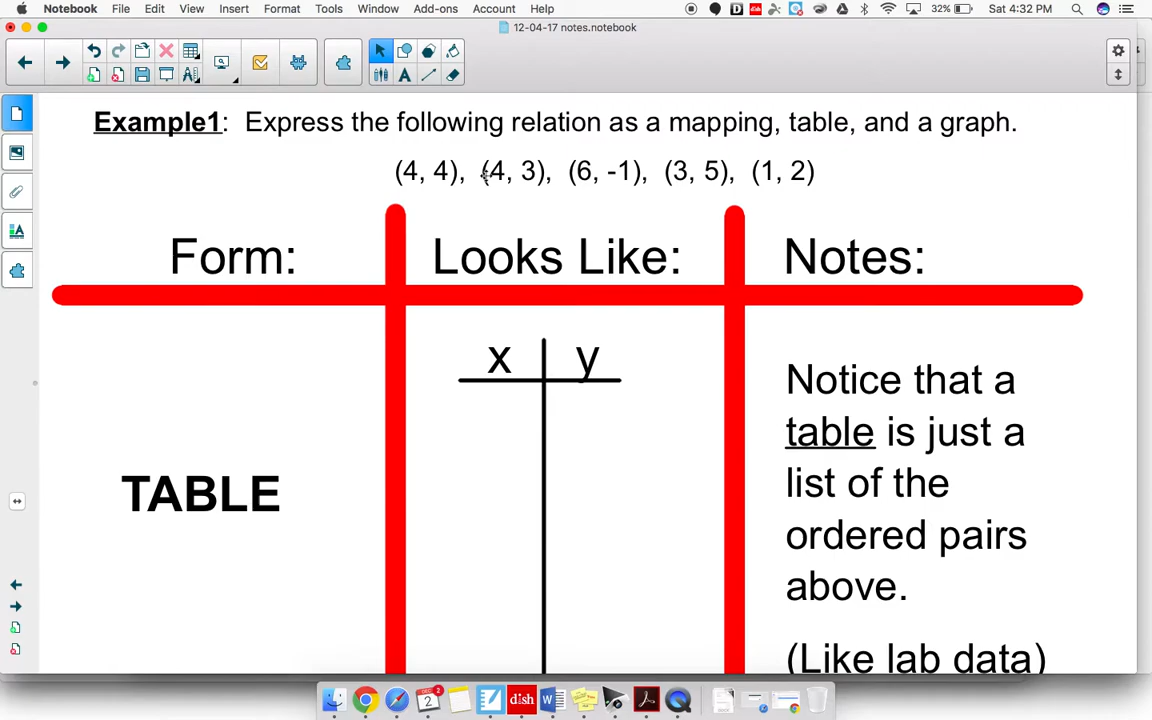 Notebook File Edit View Insert Format Tools Window Add-ons Account Help 32% Sat 4:32 PM
12-04-17 notes.notebook
Example1: Express the following relation as a mapping, table, and a graph.
(4, 4), (4, 3), (6, -1), (3, 5), (1, 2)
Form: Looks Like: Notes:
x y
Notice that a
table is just a
TABLE
list of the
ordered pairs
above.
(Like lab data)
DEC 2 dish W